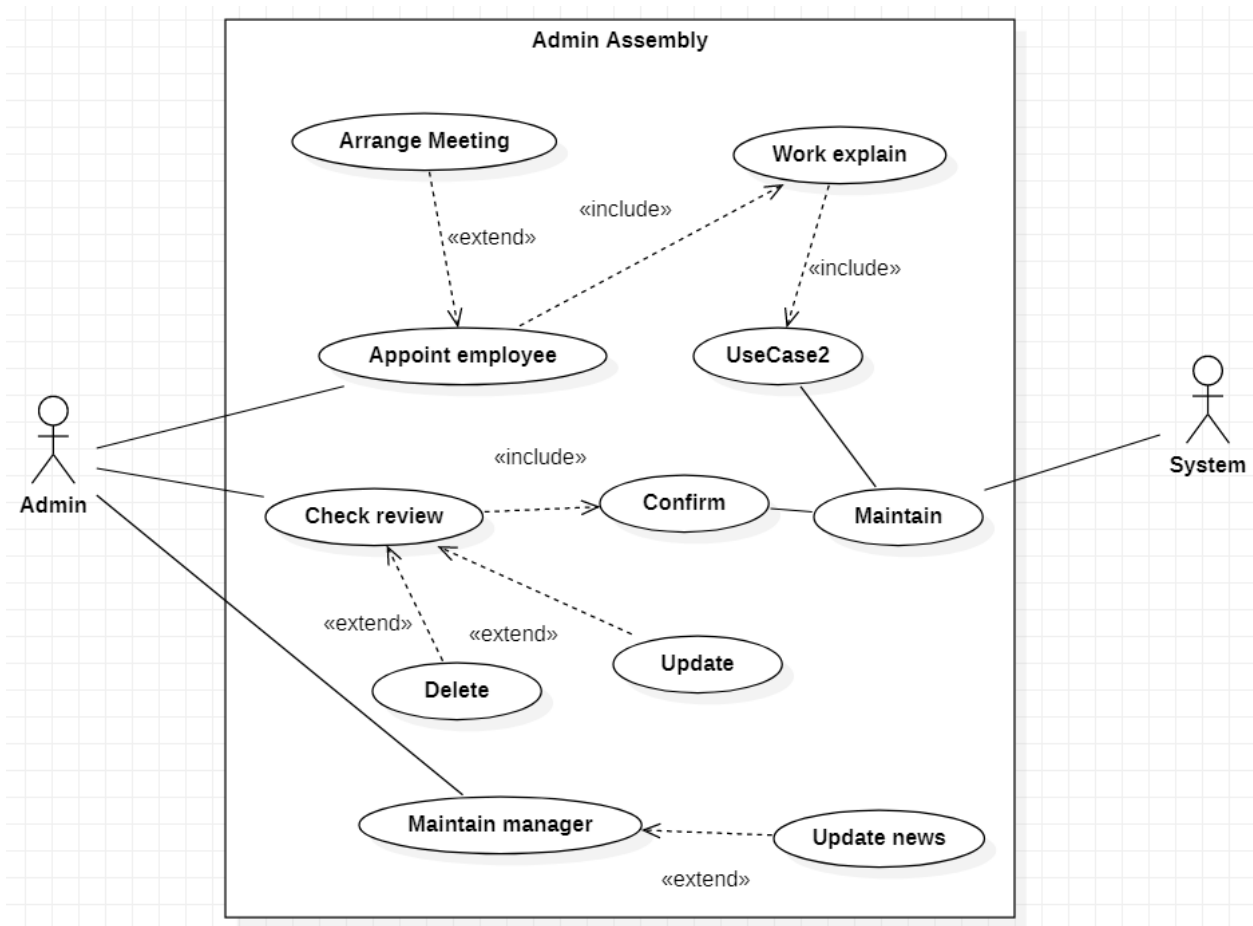 Admin Assembly
Arrange Meeting
Work explain
«include»
«extend»
«include»
Appoint employee
UseCase2
Admin
System
«include»
Check review
Confirm
Maintain
«extend»
«extend»
Update
Delete
Maintain manager
Update news
«extend»